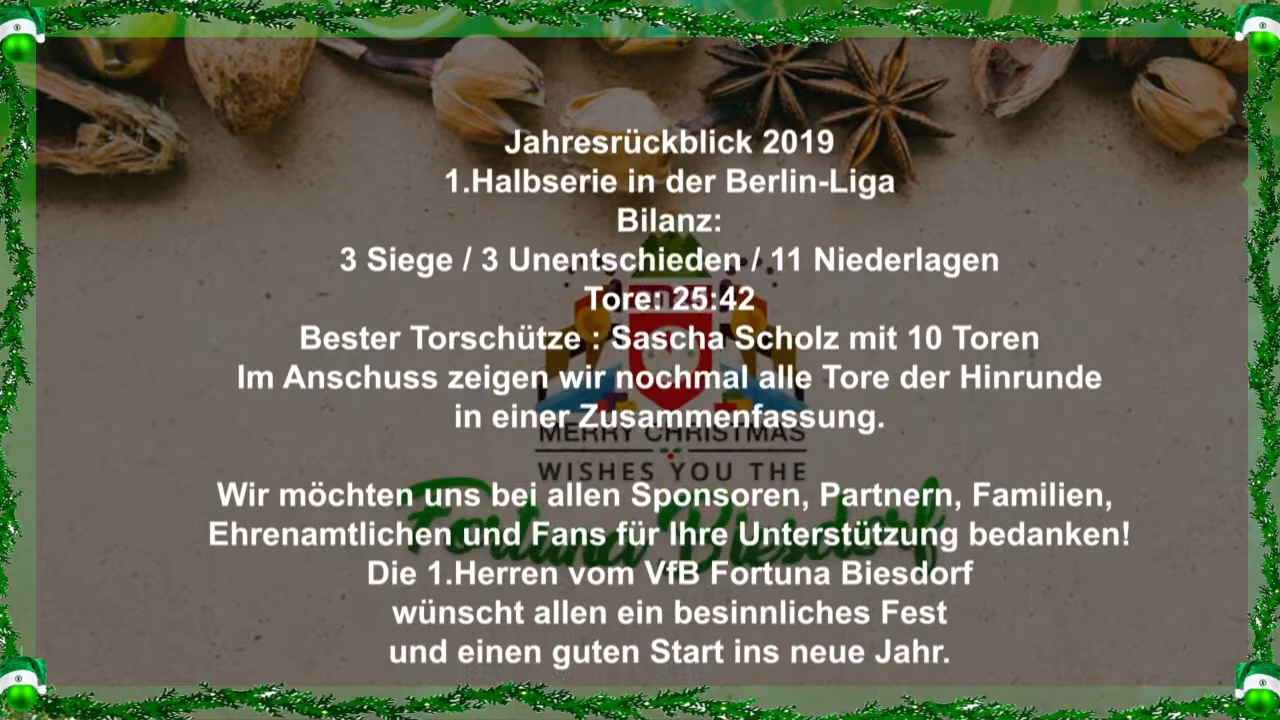 Jahresrückblick 2019
1.Halbserie in der Berlin-Liga
Bilanz:
3 Siege / 3 Unentschieden / 11 Niederlagen
Tore: 25:42
Bester Torschütze : Sascha Scholz mit 10 Toren
Im Anschuss zeigen wir nochmal alle Tore der Hinrunde
in einer Zusammenfassung.
MERRY CHRISTMAS
WISHES YOU THE
Wir möchten uns bei allen Sponsoren, Partnern, Familien,
Fortuna Biesdorf
Ehrenamtlichen und Fans für Ihre Unterstützung bedanken!
Die 1.Herren vom VfB Fortuna Biesdorf
wünscht allen ein besinnliches Fest
und einen guten Start ins neue Jahr.